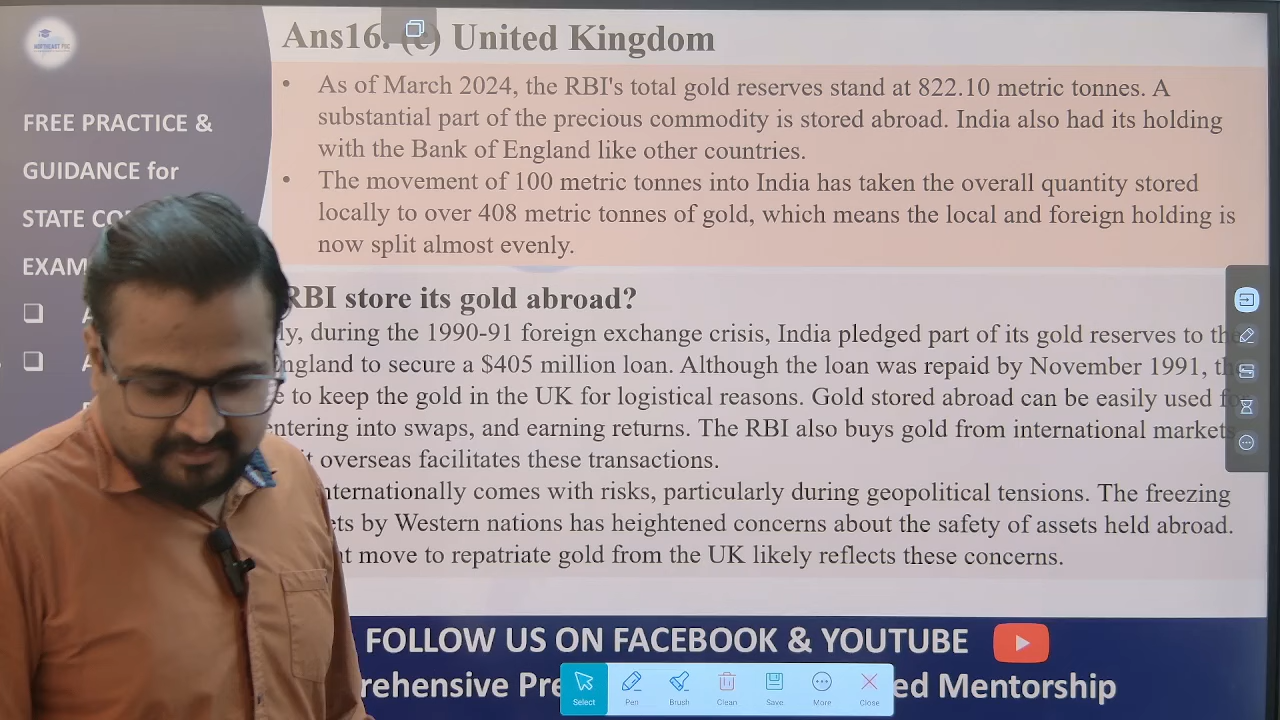 Ans16. (c) United Kingdom
• As of March 2024, the RBI's total gold reserves stand at 822.10 metric tonnes. A
substantial part of the precious commodity is stored abroad. India also had its holding
with the Bank of England like other countries.
• The movement of 100 metric tonnes into India has taken the overall quantity stored
locally to over 408 metric tonnes of gold, which means the local and foreign holding is
now split almost evenly.
FREE PRACTICE &
GUIDANCE for
STATE CO
EXAM
RBI store its gold abroad?
ly, during the 1990-91 foreign exchange crisis, India pledged part of its gold reserves to the
ngland to secure a $405 million loan. Although the loan was repaid by November 1991, th
e to keep the gold in the UK for logistical reasons. Gold stored abroad can be easily used fo
entering into swaps, and earning returns. The RBI also buys gold from international markets
it overseas facilitates these transactions.
nternationally comes with risks, particularly during geopolitical tensions. The freezing
ets by Western nations has heightened concerns about the safety of assets held abroad.
t move to repatriate gold from the UK likely reflects these concerns.
FOLLOW US ON FACEBOOK & YOUTUBE
rehensive Pre
ed Mentorship
Select Pen Brush Clean Save More Close